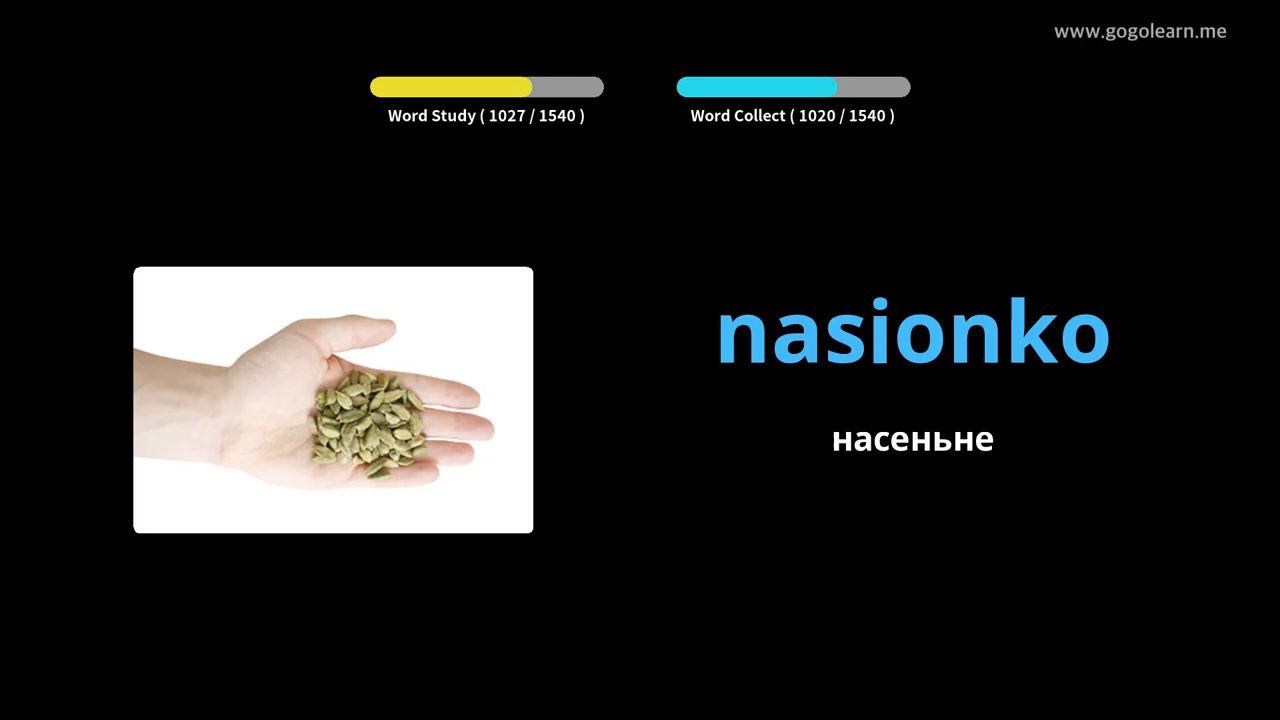 www.gogolearn.me
Word Study ( 1027 / 1540 )
Word Collect ( 1020 / 1540 )
nasionko
насеньне